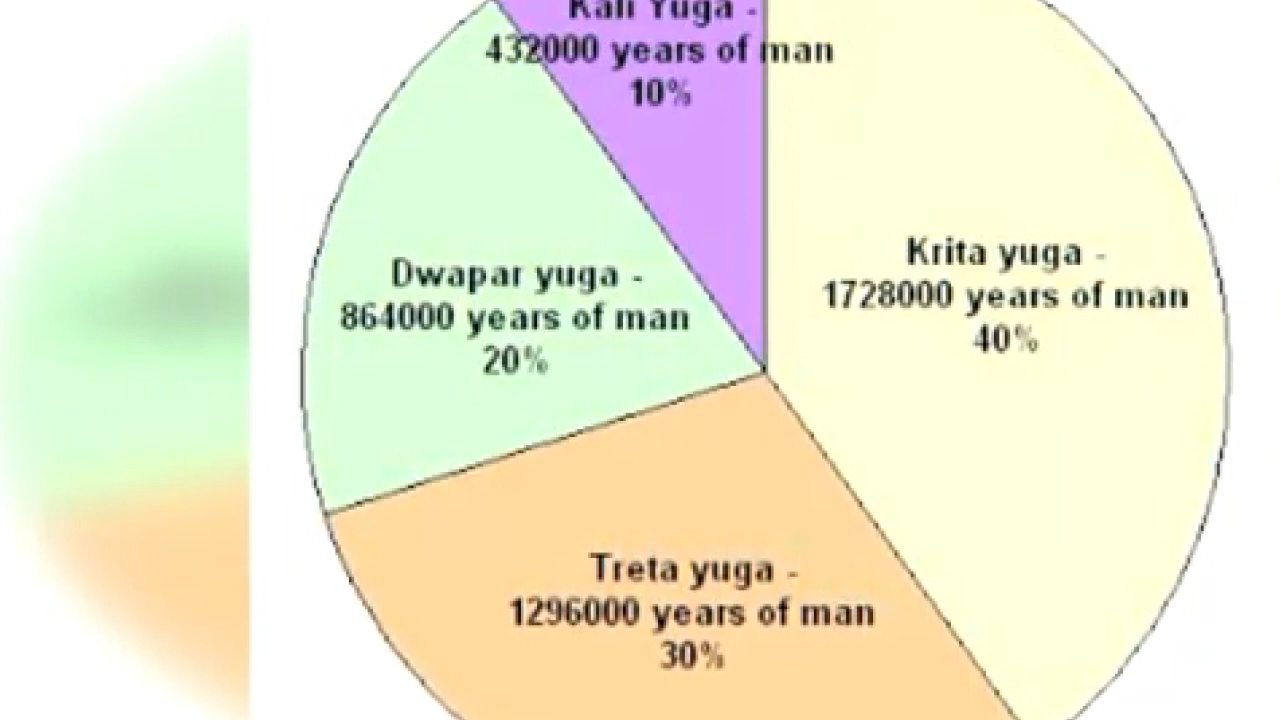 Kali Yuga -
432000 years of man
10%
Krita yuga -
1728000 years of man
40%
Dwapar yuga -
864000 years of man
20%
Treta yuga -
1296000 years of man
30%